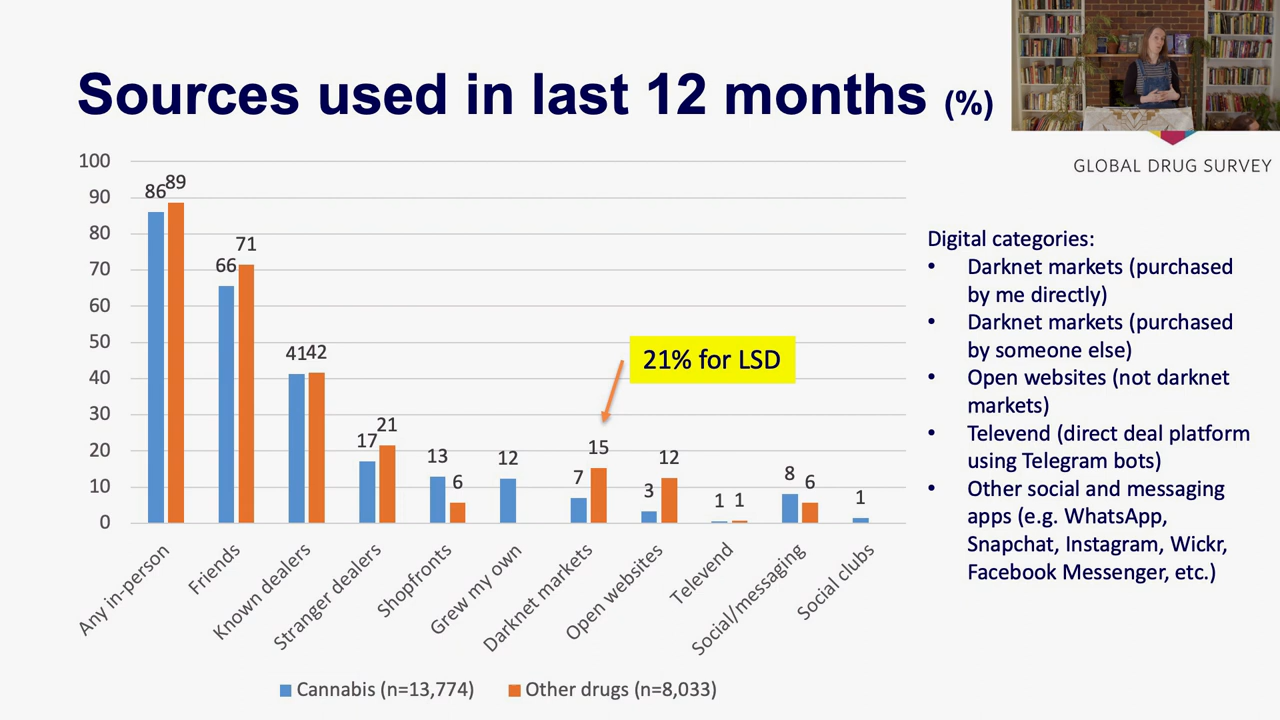 Sources used in last 12 months (%)
GLOBAL DRUG SURVEY
100
90
80
70
60
50
40
30
20
10
0
86
89
66
71
41
42
17
21
13
6
12
7
15
3
12
1
1
8
6
1
21% for LSD
Any in-person
Friends
Known dealers
Stranger dealers
Shopfronts
Grew my own
Darknet markets
Open websites
Televend
Social/messaging
Social clubs
Cannabis (n=13,774)
Other drugs (n=8,033)
Digital categories:
• Darknet markets (purchased
by me directly)
• Darknet markets (purchased
by someone else)
• Open websites (not darknet
markets)
• Televend (direct deal platform
using Telegram bots)
• Other social and messaging
apps (e.g. WhatsApp,
Snapchat, Instagram, Wickr,
Facebook Messenger, etc.)